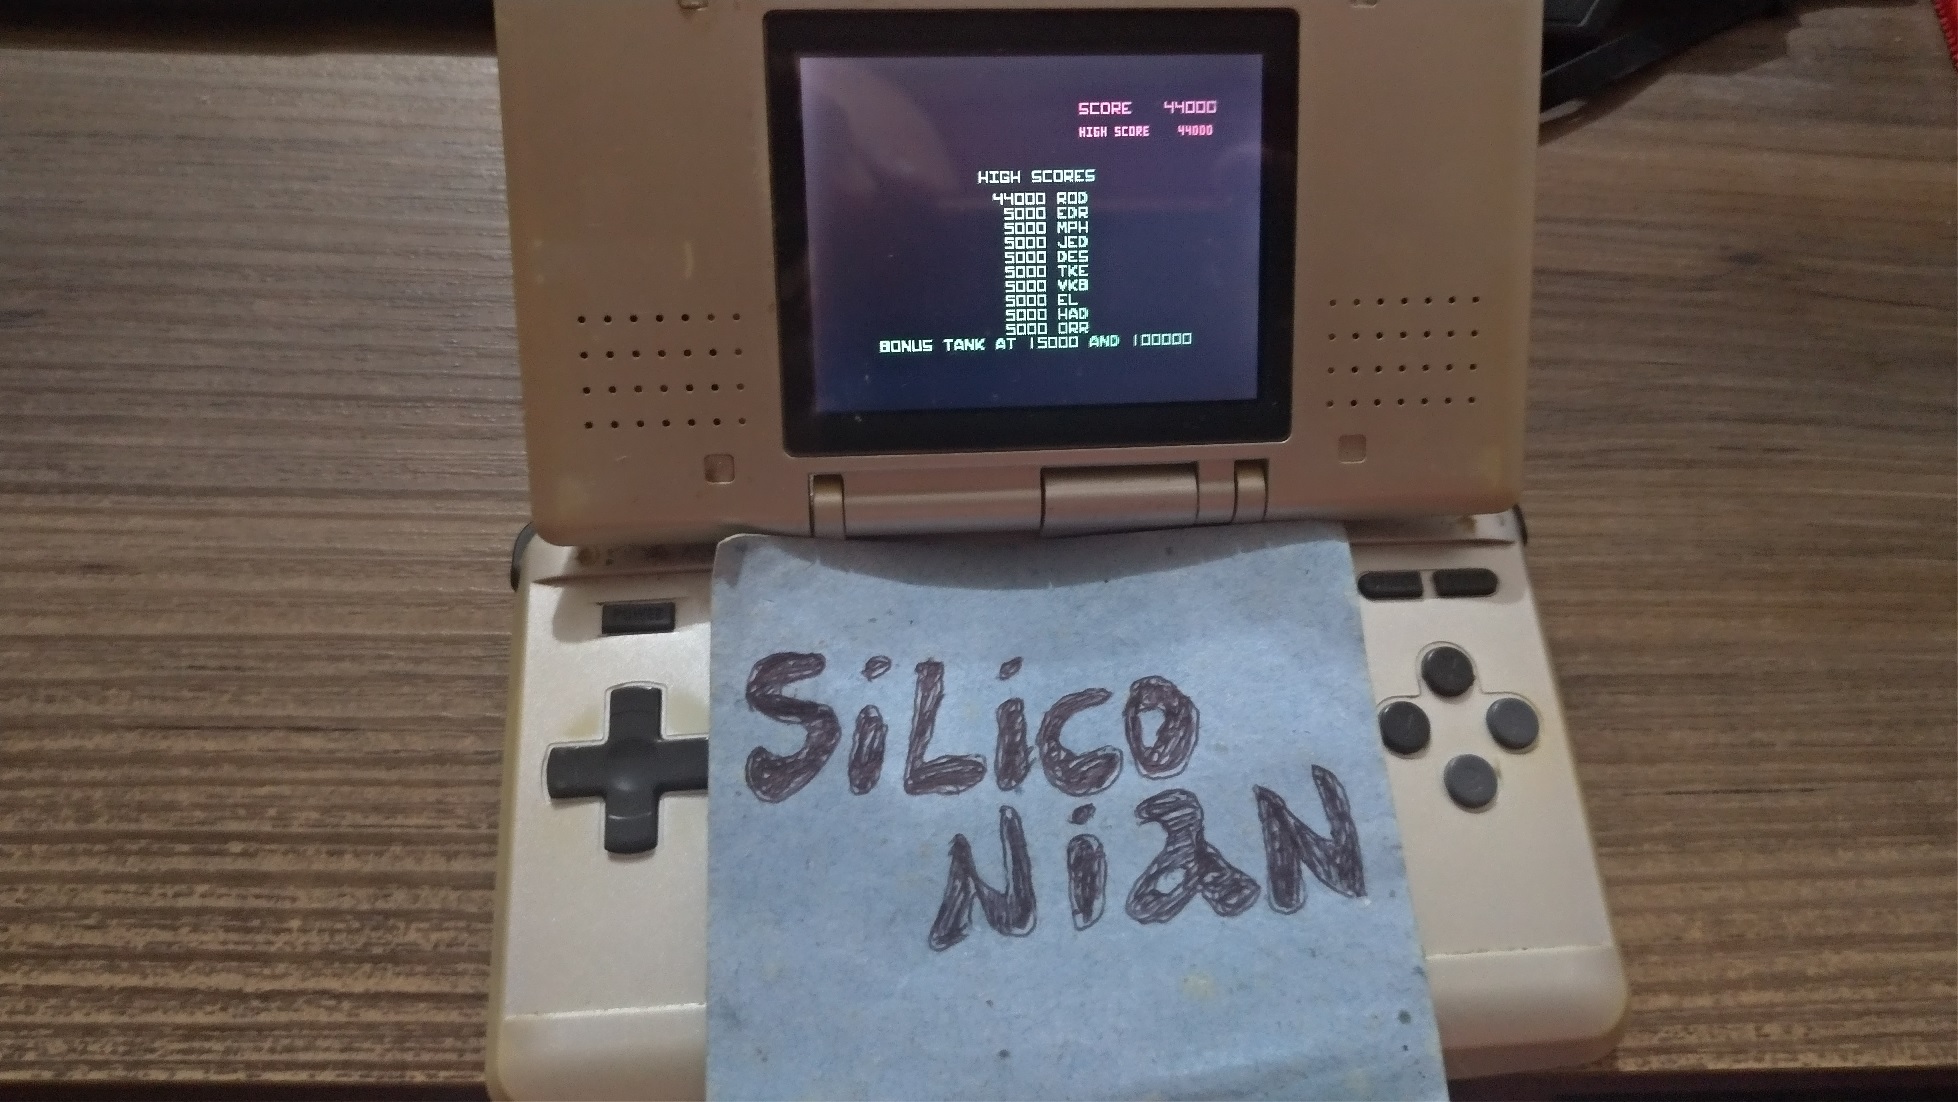 SCORE 44000
HIGH SCORE 44000
HIGH SCORES
44000 ROD
5000 EDR
5000 MPH
5000 JED
5000 DES
5000 TKE
5000 VKB
5000 EL
5000 HAD
5000 ORR
BONUS TANK AT 15000 AND 100000
SiLiCO
NiaN